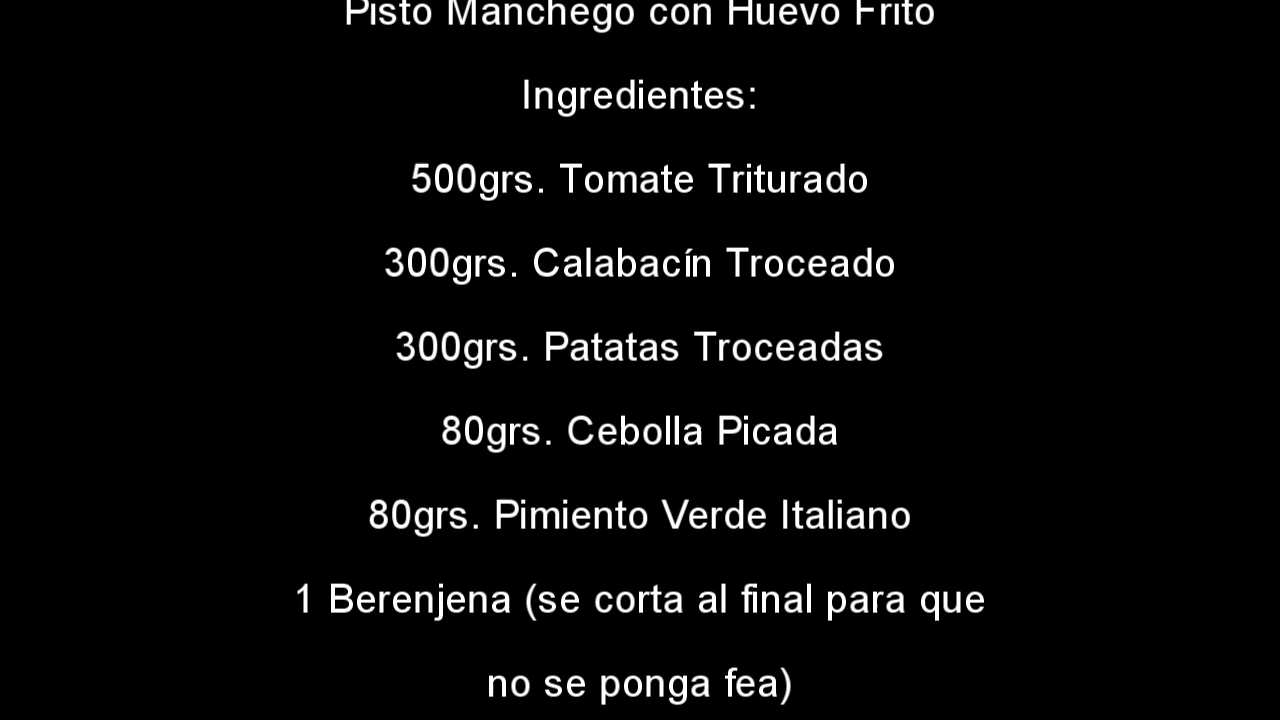 Pisto Manchego con Huevo Frito
Ingredientes:
500grs. Tomate Triturado
300grs. Calabacín Troceado
300grs. Patatas Troceadas
80grs. Cebolla Picada
80grs. Pimiento Verde Italiano
1 Berenjena (se corta al final para que
no se ponga fea)